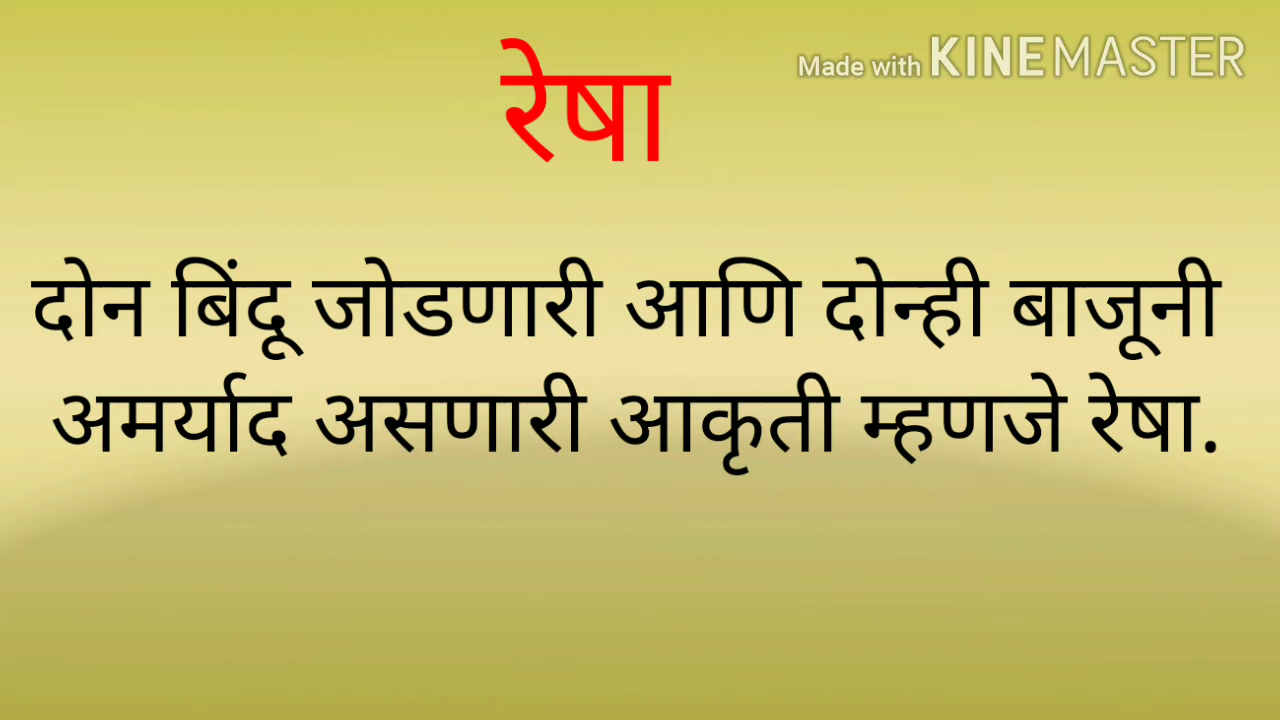 रेषा
Made with KINEMASTER
दोन बिंदू जोडणारी आणि दोन्ही बाजूनी
अमर्याद असणारी आकृती म्हणजे रेषा.